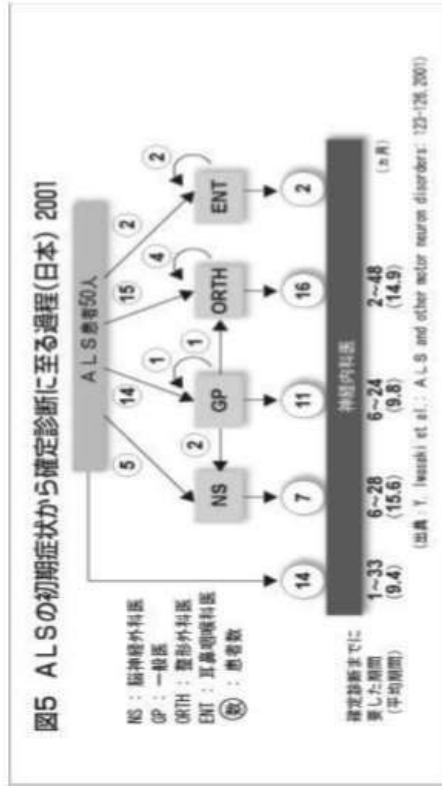 図5 ALSの初期症状から確定診断に至る過程(日本) 2001
ALS患者50人
5
14
15
2
NS：脳神経外科医
GP：一般医
ORTH：整形外科医
ENT：耳鼻咽喉科医
数：患者数
1
4
2
NS
2
GP
1
ORTH
ENT
14
7
11
16
2
神経内科医
確定診断までに
要した期間
(平均期間)
1~33
(9.4)
6~28
(15.6)
6~24
(9.8)
2~48
(14.9)
(ヵ月)
(出典：Y. Iwasaki et al.: ALS and other motor neuron disorders: 123-126,2001)